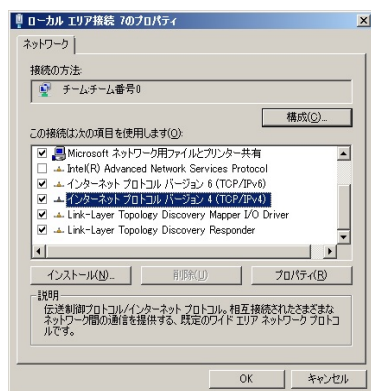 ローカル エリア接続 7のプロパティ
ネットワーク
接続の方法:
チーム:チーム番号0
構成(C)...
この接続は次の項目を使用します(O):
Microsoft ネットワーク用ファイルとプリンター共有
Intel(R) Advanced Network Services Protocol
インターネット プロトコル バージョン 6 (TCP/IPv6)
インターネット プロトコル バージョン 4 (TCP/IPv4)
Link-Layer Topology Discovery Mapper I/O Driver
Link-Layer Topology Discovery Responder
インストール(N)...
削除(U)
プロパティ(R)
説明
伝送制御プロトコル/インターネット プロトコル。相互接続されたさまざまな
ネットワーク間の通信を提供する、既定のワイド エリア ネットワーク プロトコ
ルです。
OK
キャンセル